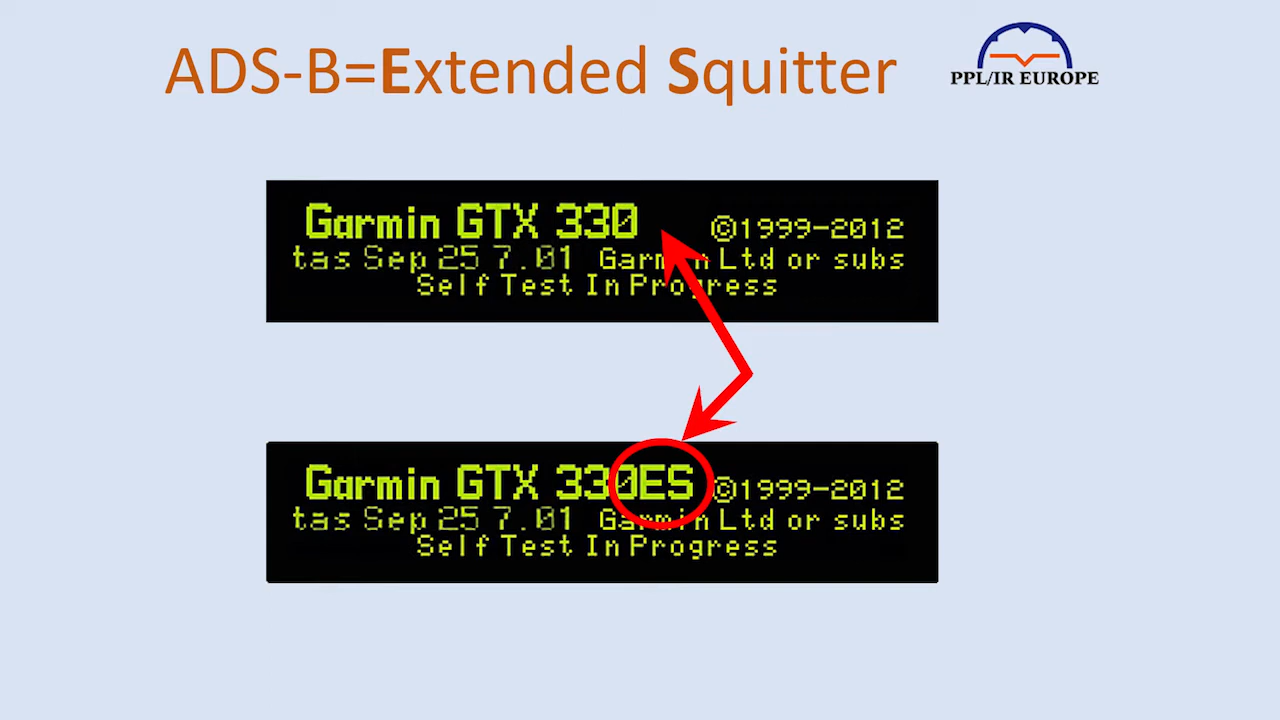 ADS-B=Extended Squitter
PPL/IR EUROPE
Garmin GTX 330 ©1999-2012
tas Sep 25 7.01 Garmin Ltd or subs
Self Test In Progress
Garmin GTX 330ES ©1999-2012
tas Sep 25 7.01 Garmin Ltd or subs
Self Test In Progress